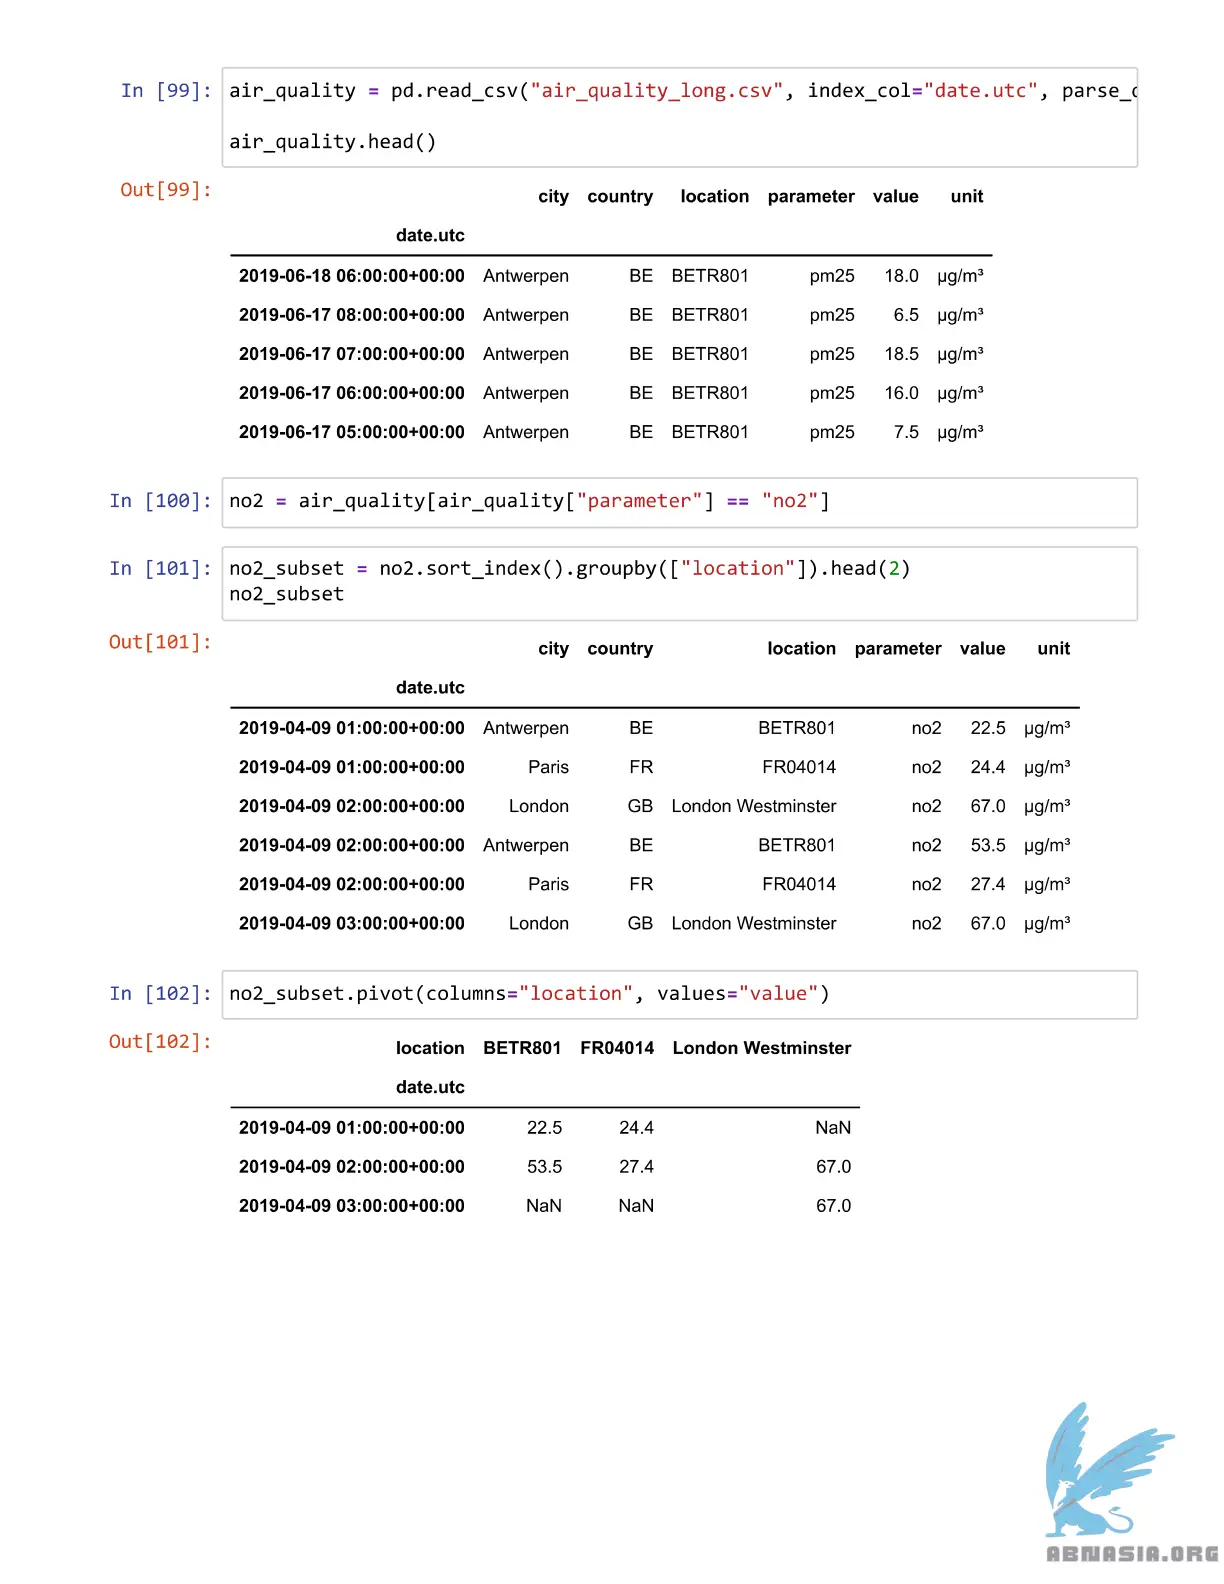 In [99]: air_quality = pd.read_csv("air_quality_long.csv", index_col="date.utc", parse_d
air_quality.head()
Out[99]:
city country location parameter value unit
date.utc
2019-06-18 06:00:00+00:00 Antwerpen BE BETR801 pm25 18.0 µg/m³
2019-06-17 08:00:00+00:00 Antwerpen BE BETR801 pm25 6.5 µg/m³
2019-06-17 07:00:00+00:00 Antwerpen BE BETR801 pm25 18.5 µg/m³
2019-06-17 06:00:00+00:00 Antwerpen BE BETR801 pm25 16.0 µg/m³
2019-06-17 05:00:00+00:00 Antwerpen BE BETR801 pm25 7.5 µg/m³
In [100]: no2 = air_quality[air_quality["parameter"] == "no2"]
In [101]: no2_subset = no2.sort_index().groupby(["location"]).head(2)
no2_subset
Out[101]:
city country location parameter value unit
date.utc
2019-04-09 01:00:00+00:00 Antwerpen BE BETR801 no2 22.5 µg/m³
2019-04-09 01:00:00+00:00 Paris FR FR04014 no2 24.4 µg/m³
2019-04-09 02:00:00+00:00 London GB London Westminster no2 67.0 µg/m³
2019-04-09 02:00:00+00:00 Antwerpen BE BETR801 no2 53.5 µg/m³
2019-04-09 02:00:00+00:00 Paris FR FR04014 no2 27.4 µg/m³
2019-04-09 03:00:00+00:00 London GB London Westminster no2 67.0 µg/m³
In [102]: no2_subset.pivot(columns="location", values="value")
Out[102]:
location BETR801 FR04014 London Westminster
date.utc
2019-04-09 01:00:00+00:00 22.5 24.4 NaN
2019-04-09 02:00:00+00:00 53.5 27.4 67.0
2019-04-09 03:00:00+00:00 NaN NaN 67.0
ABNASIA.ORG